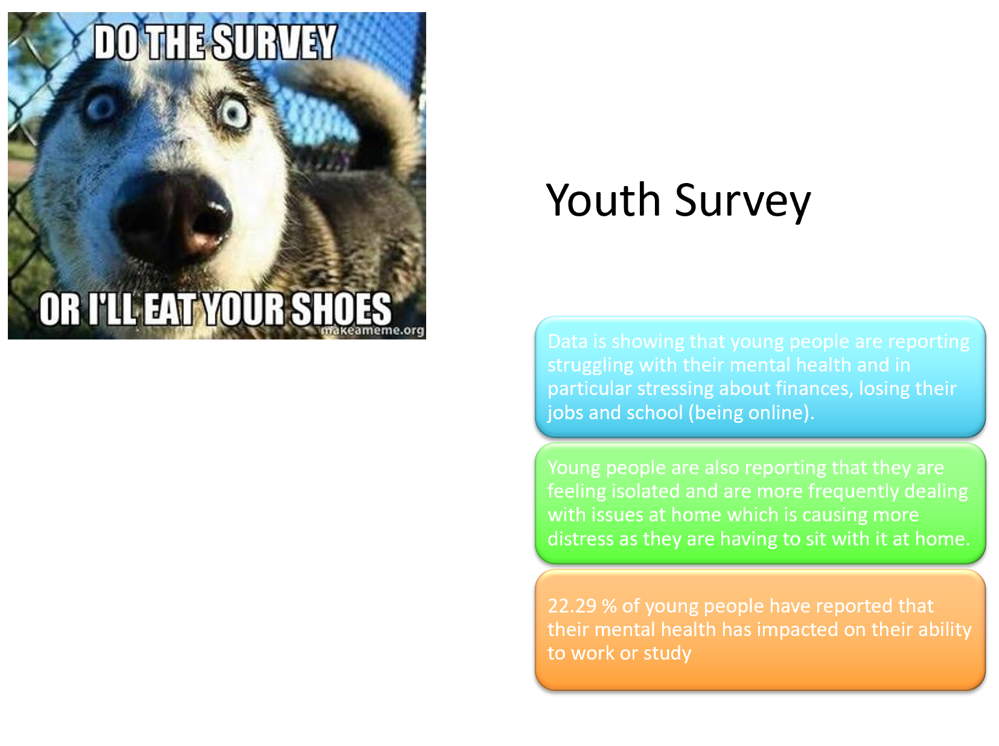 DO THE SURVEY
OR I'LL EAT YOUR SHOES
makeameme.org
Youth Survey
Data is showing that young people are reporting
struggling with their mental health and in
particular stressing about finances, losing their
jobs and school (being online).
Young people are also reporting that they are
feeling isolated and are more frequently dealing
with issues at home which is causing more
distress as they are having to sit with it at home.
22.29 % of young people have reported that
their mental health has impacted on their ability
to work or study